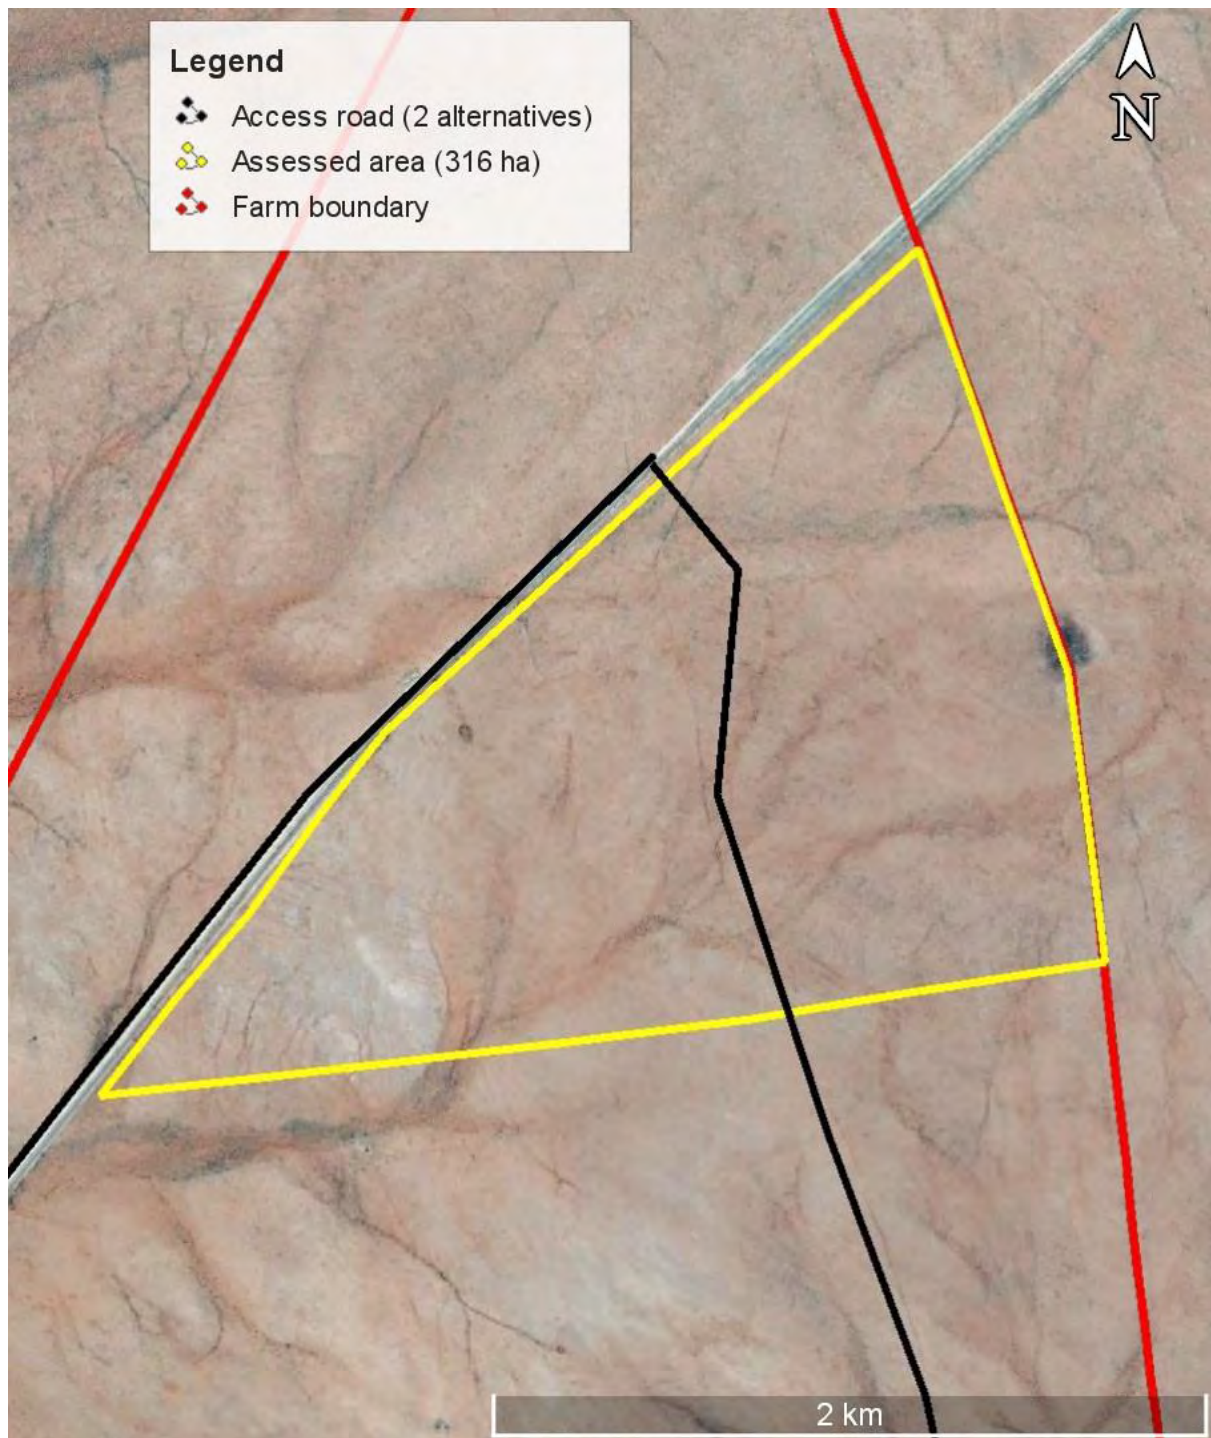 Legend
Access road (2 alternatives)
Assessed area (316 ha)
Farm boundary
N
2 km